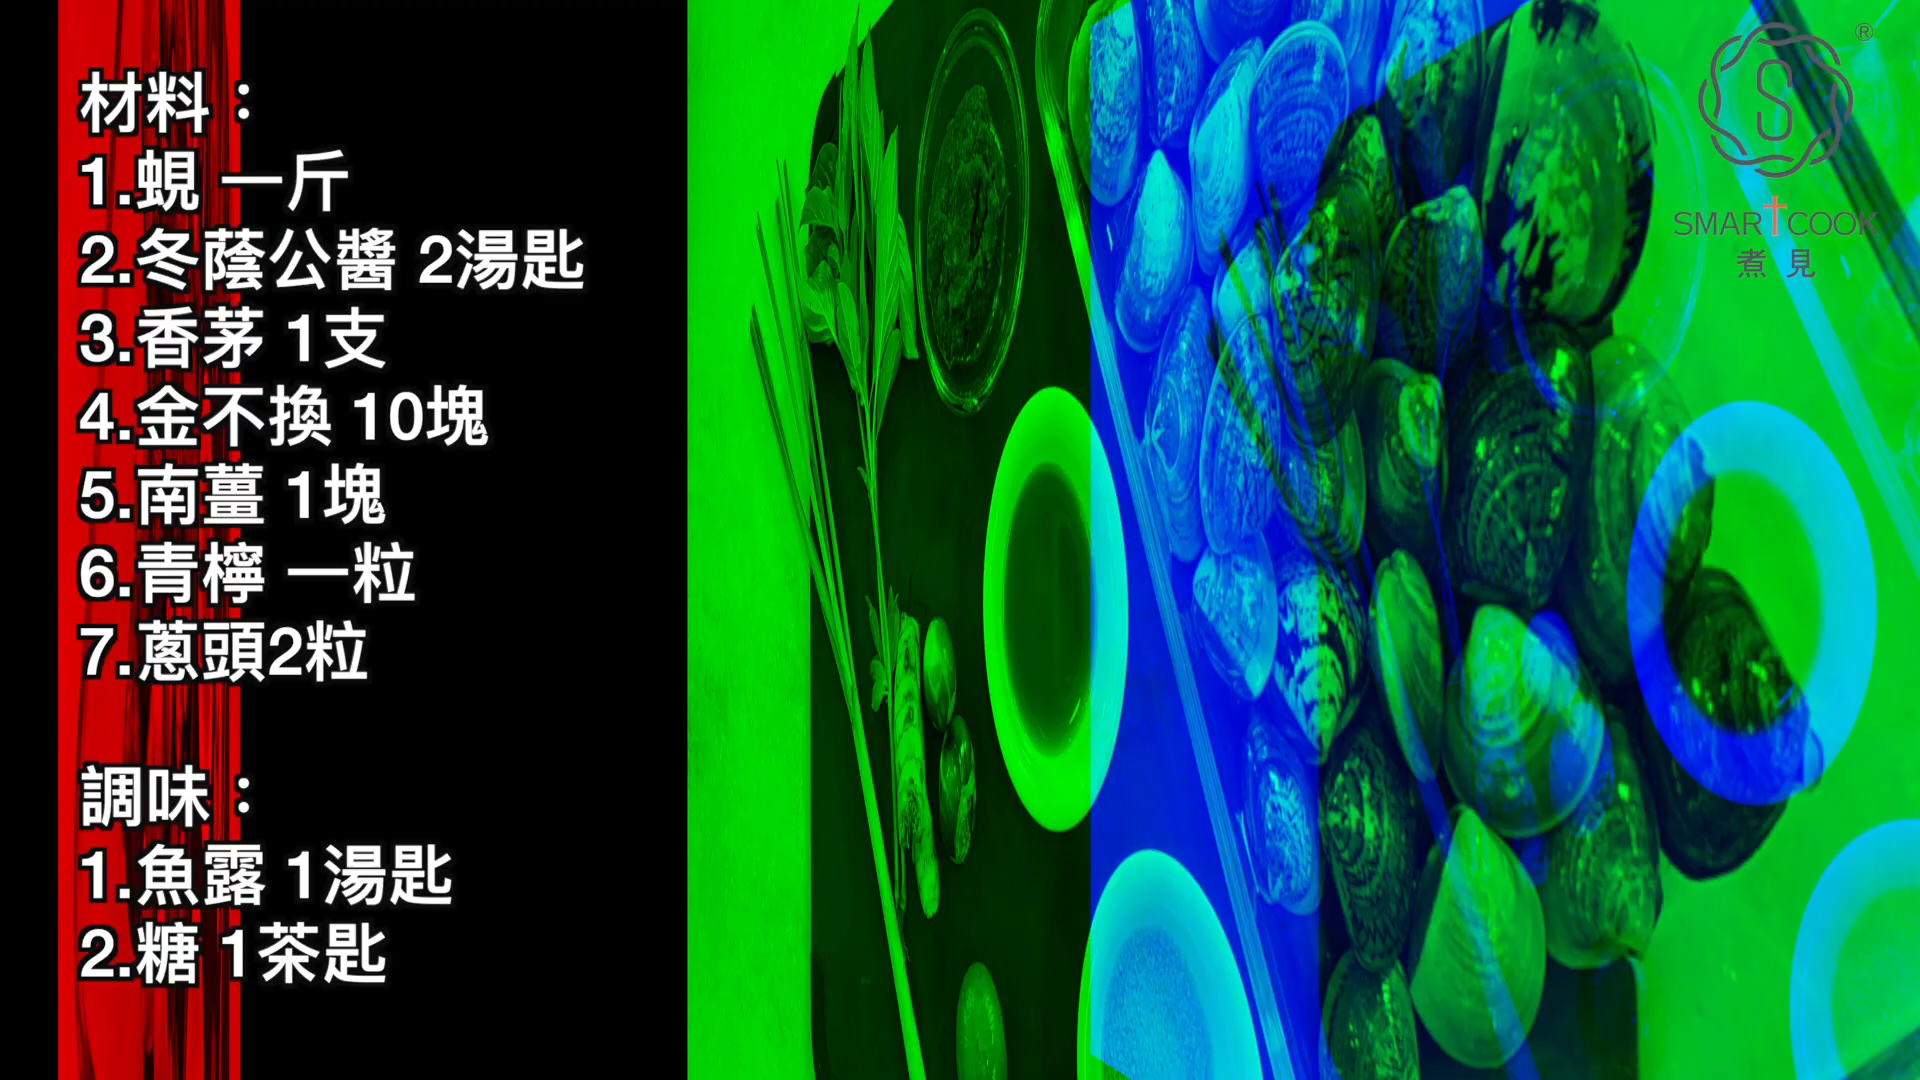 材料：
1.蜆 一斤
2.冬蔭公醬 2湯匙
3.香茅 1支
4.金不換 10塊
5.南薑 1塊
6.青檸 一粒
7.蔥頭2粒
調味：
1.魚露 1湯匙
2.糖 1茶匙
®
S
SMARTCOOK
煮見